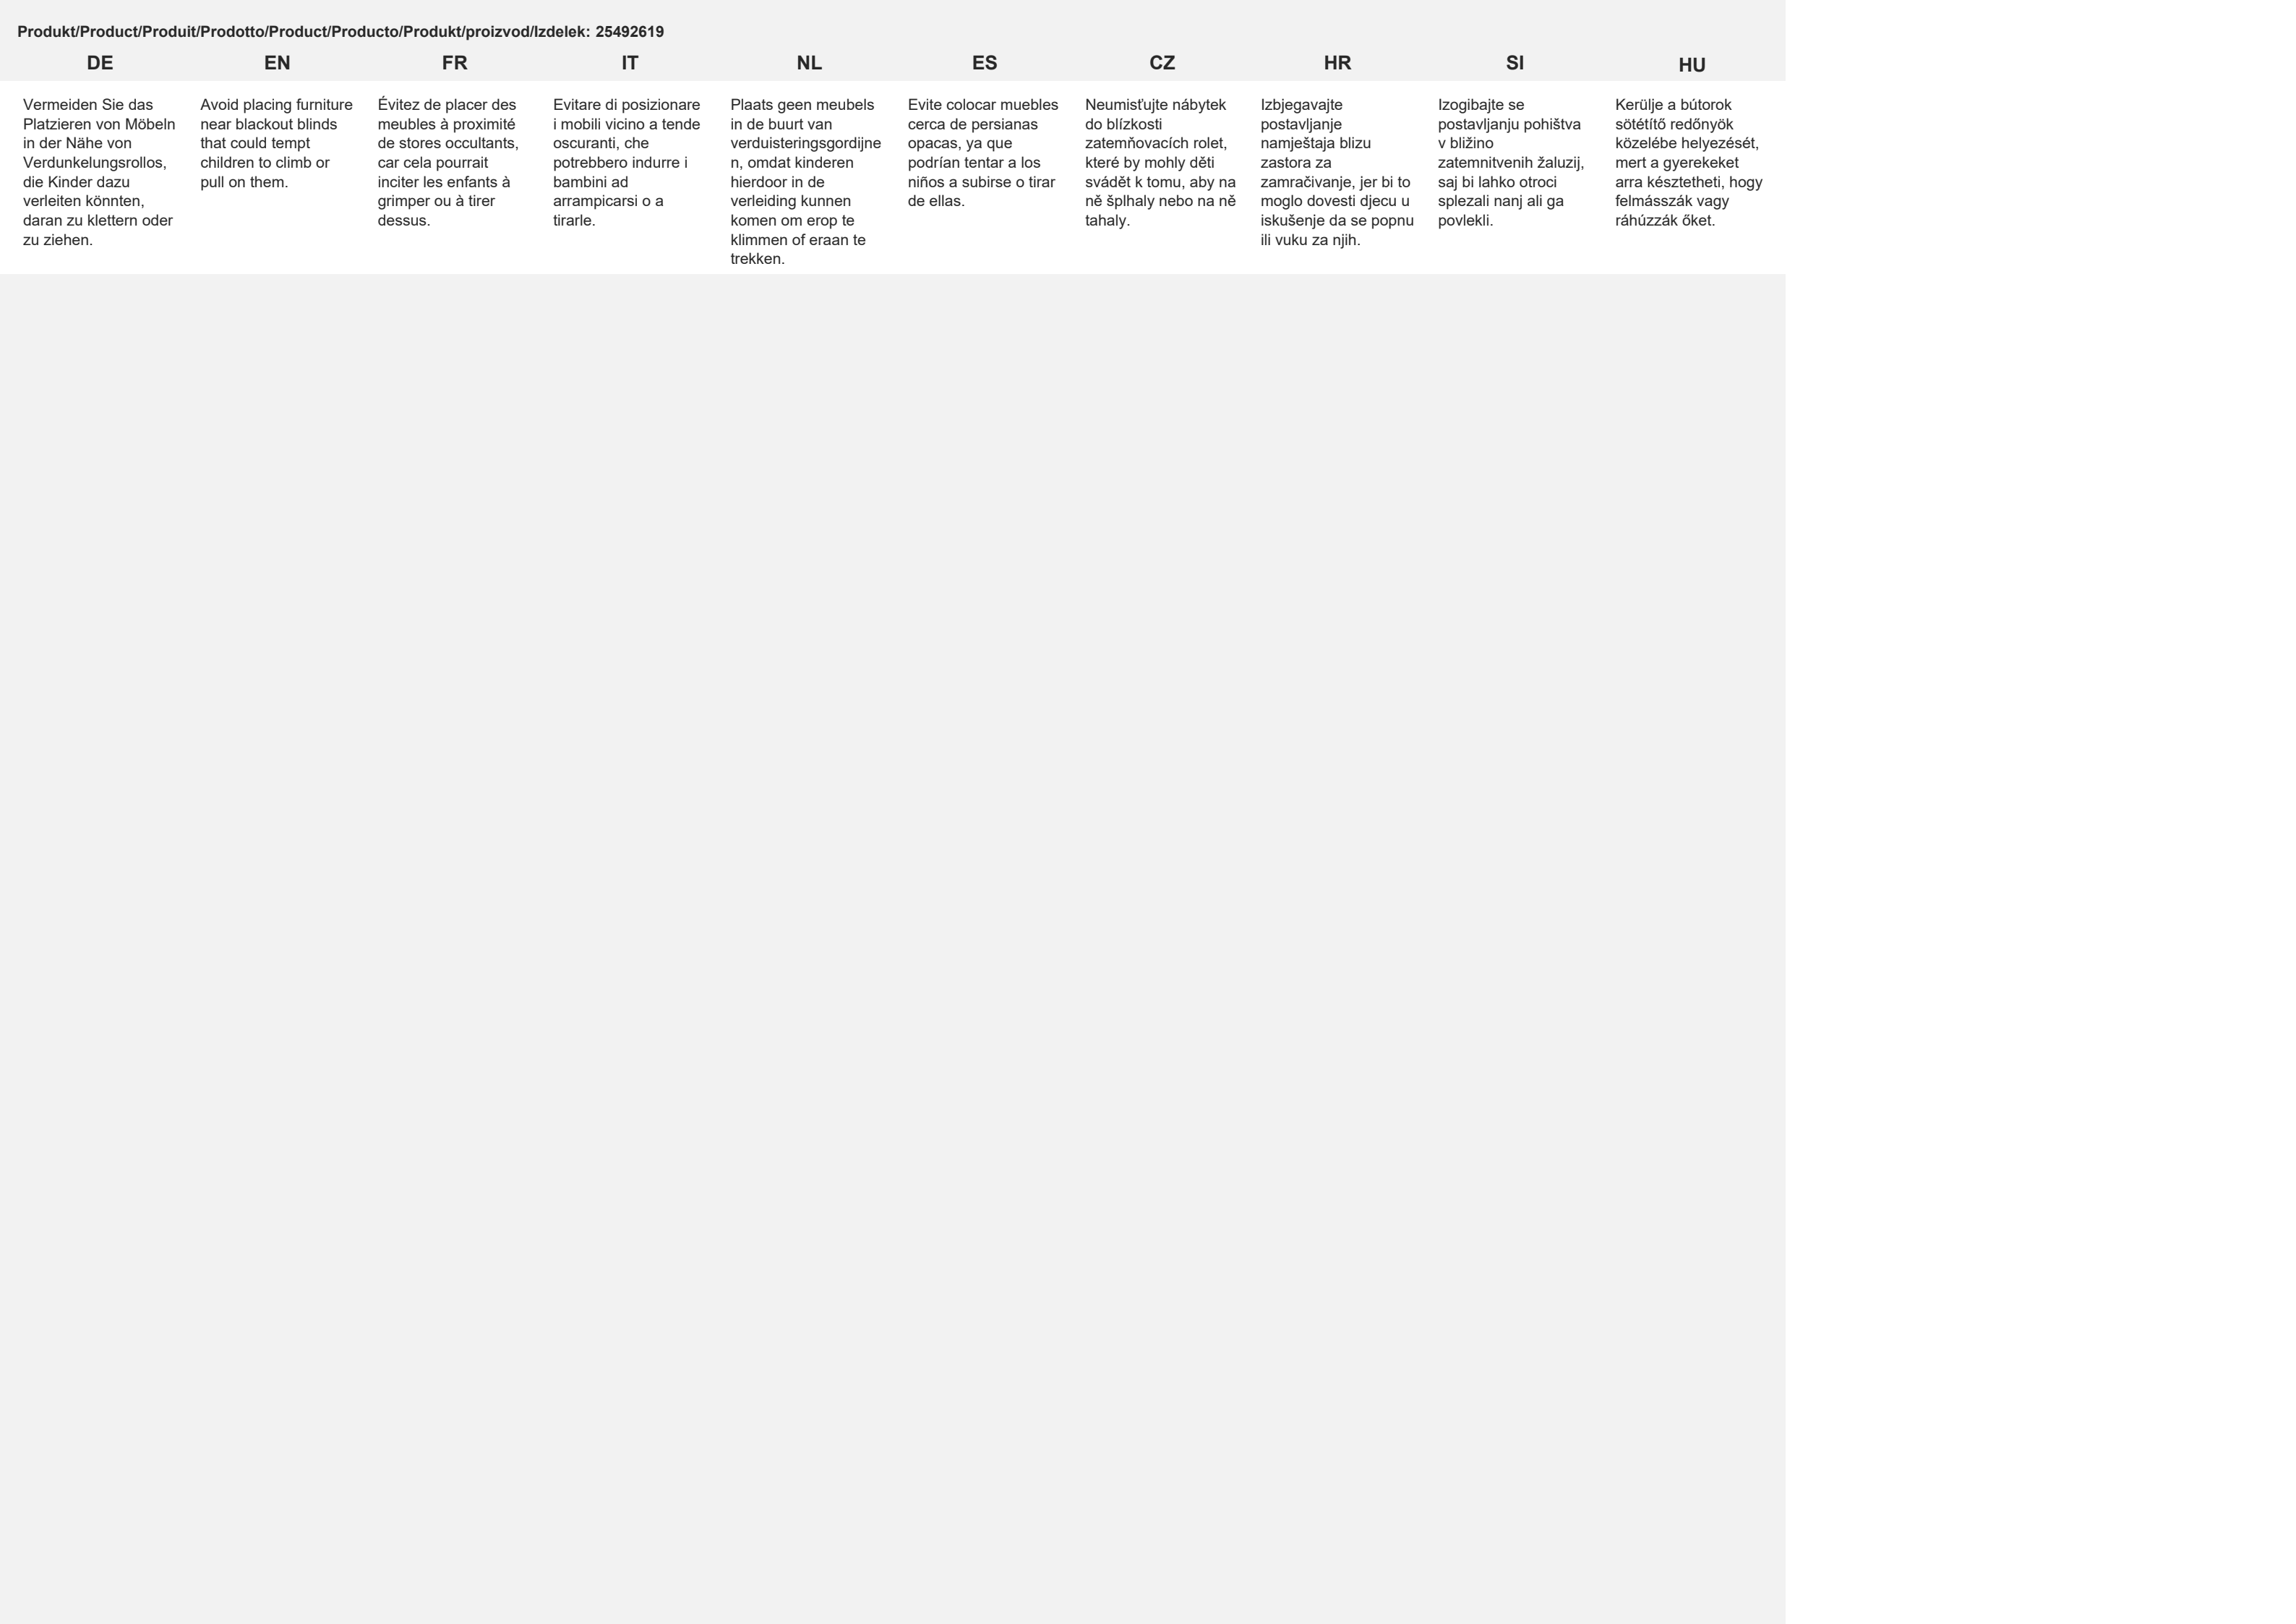 Produkt/Product/Produit/Prodotto/Product/Producto/Produkt/proizvod/Izdelek: 25492619
DE
Vermeiden Sie das
Platzieren von Möbeln
in der Nähe von
Verdunkelungsrollos,
die Kinder dazu
verleiten könnten,
daran zu klettern oder
zu ziehen.
EN
Avoid placing furniture
near blackout blinds
that could tempt
children to climb or
pull on them.
FR
Évitez de placer des
meubles à proximité
de stores occultants,
car cela pourrait
inciter les enfants à
grimper ou à tirer
dessus.
IT
Evitare di posizionare
i mobili vicino a tende
oscuranti, che
potrebbero indurre i
bambini ad
arrampicarsi o a
tirarle.
NL
Plaats geen meubels
in de buurt van
verduisteringsgordijne
n, omdat kinderen
hierdoor in de
verleiding kunnen
komen om erop te
klimmen of eraan te
trekken.
ES
Evite colocar muebles
cerca de persianas
opacas, ya que
podrían tentar a los
niños a subirse o tirar
de ellas.
CZ
Neumisťujte nábytek
do blízkosti
zatemňovacích rolet,
které by mohly děti
svádět k tomu, aby na
ně šplhaly nebo na ně
tahaly.
HR
Izbjegavajte
postavljanje
namještaja blizu
zastora za
zamračivanje, jer bi to
moglo dovesti djecu u
iskušenje da se popnu
ili vuku za njih.
SI
Izogibajte se
postavljanju pohištva
v bližino
zatemnitvenih žaluzij,
saj bi lahko otroci
splezali nanj ali ga
povlekli.
HU
Kerülje a bútorok
sötétítő redőnyök
közelébe helyezését,
mert a gyerekeket
arra késztetheti, hogy
felmásszák vagy
ráhúzzák őket.